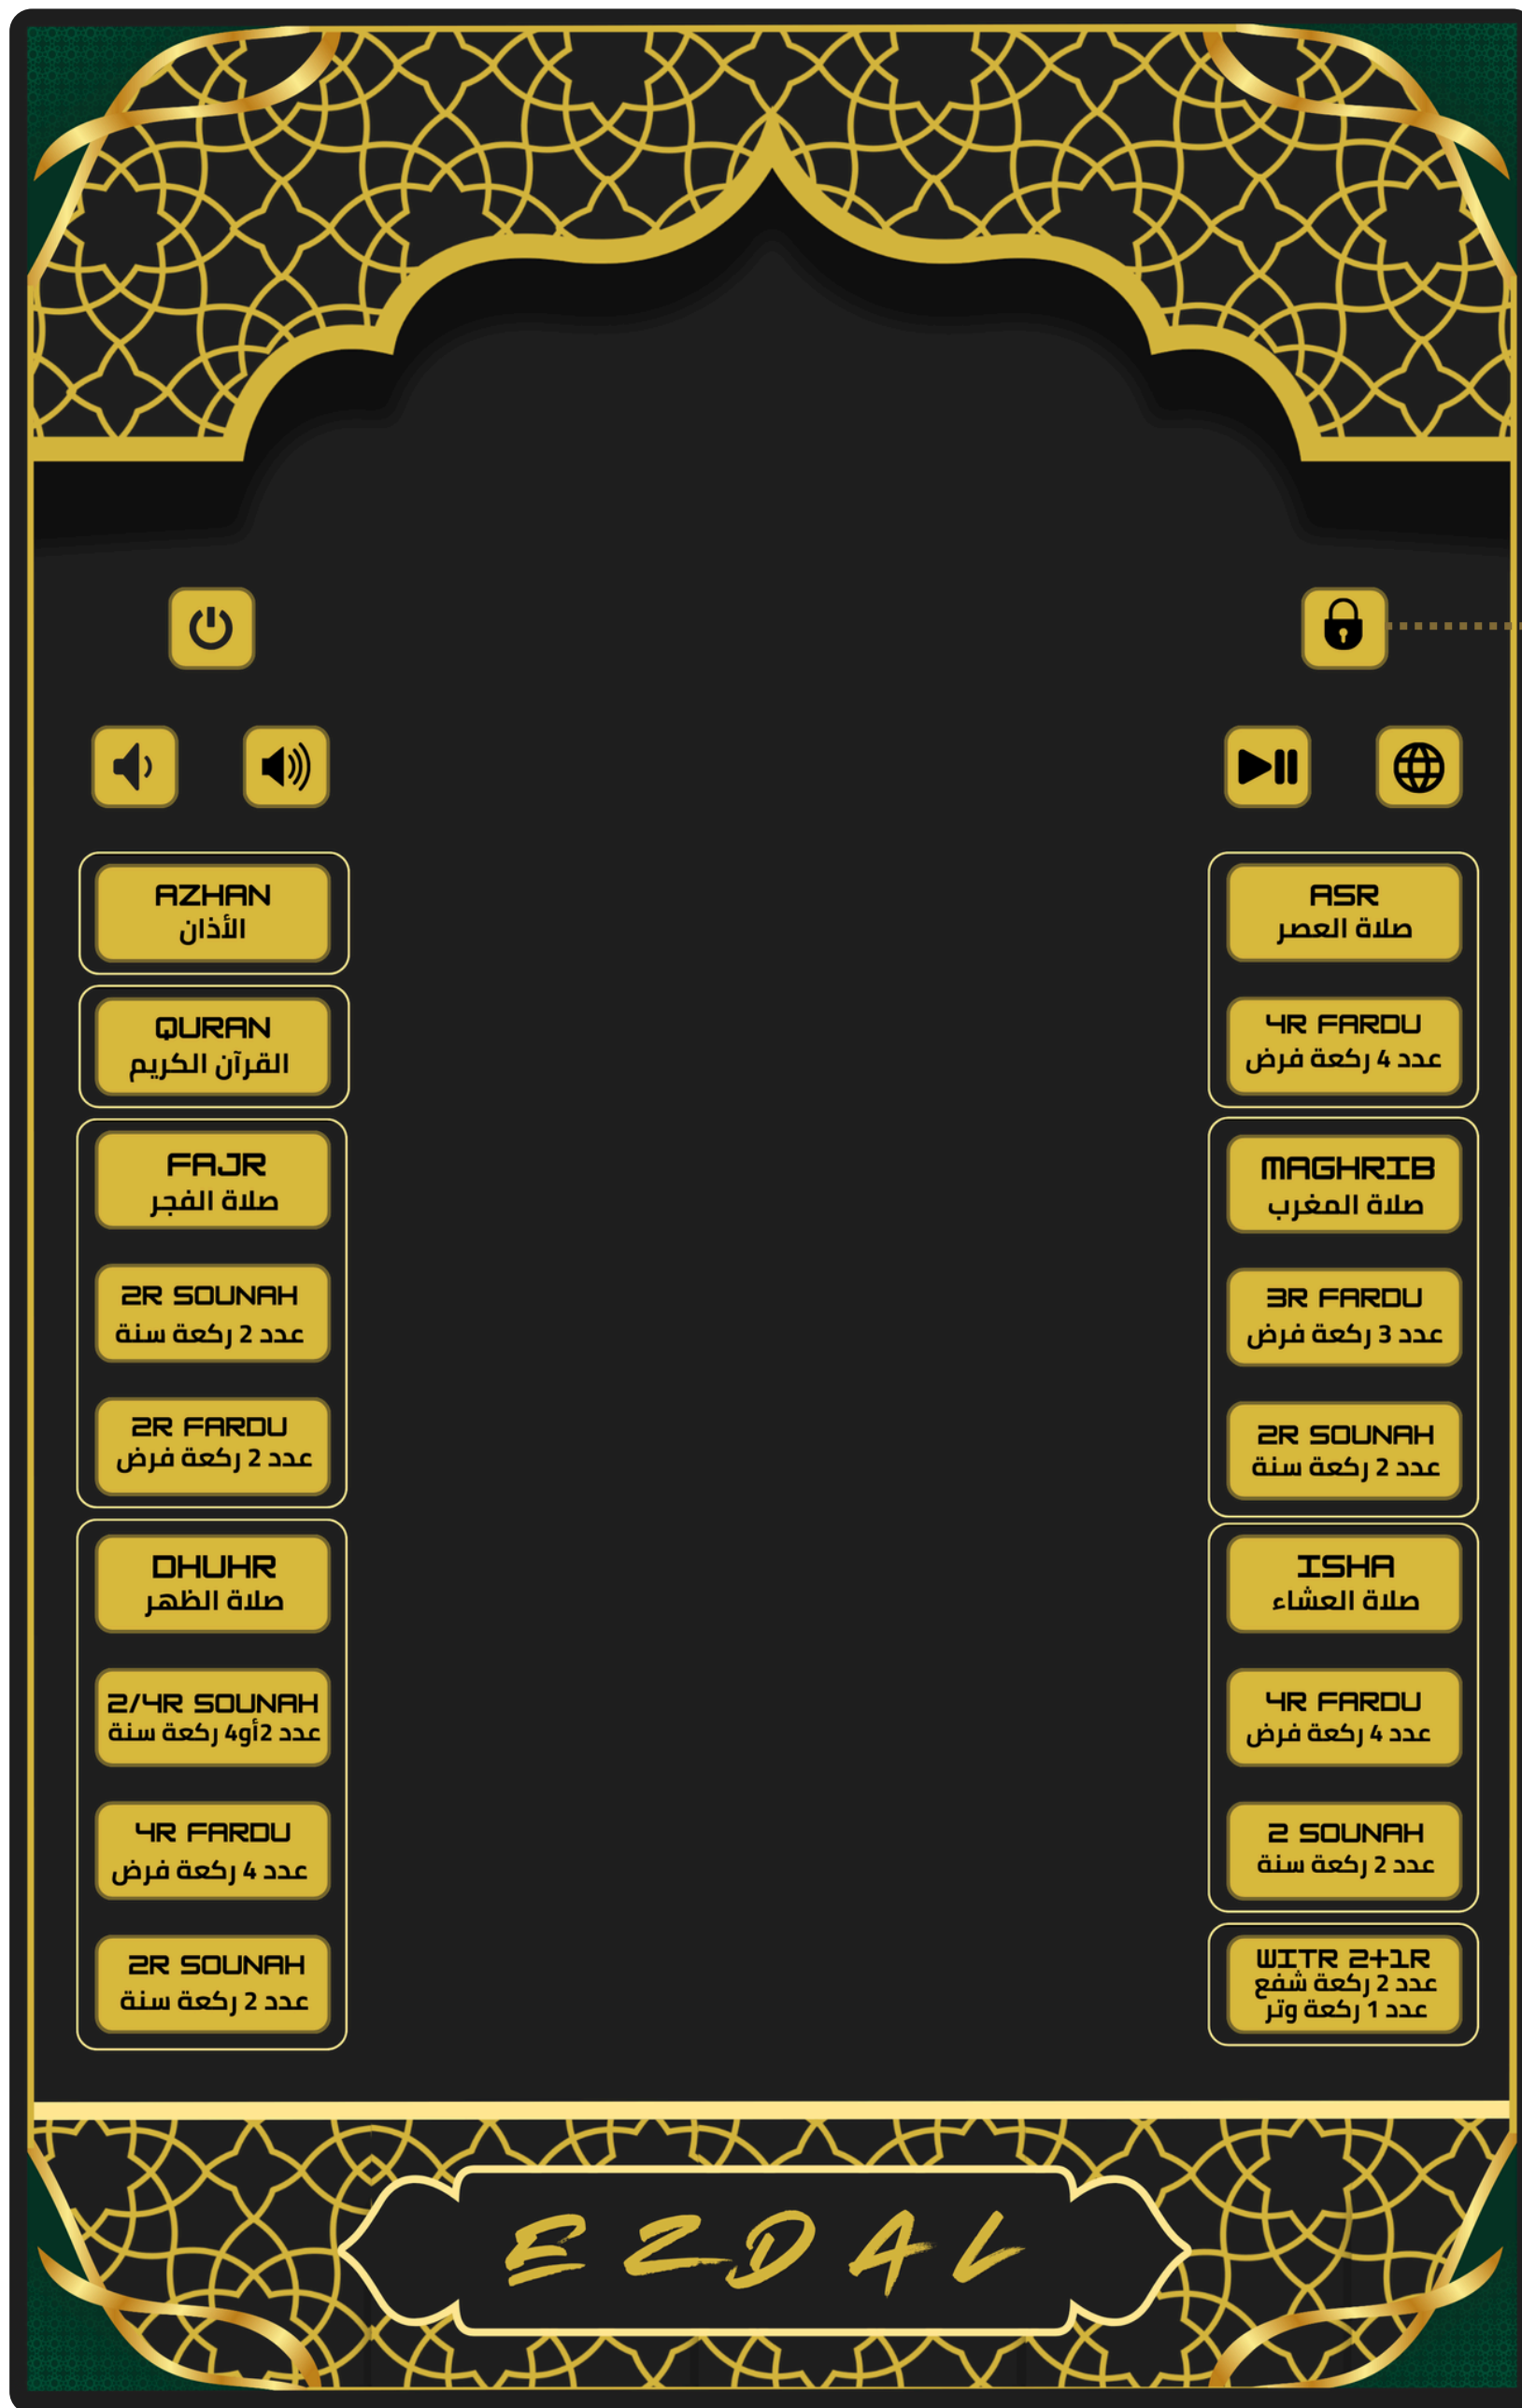 AZHAN
الأذان
QURAN
القرآن الكريم
FAJR
صلاة الفجر
2R SOUNAH
عدد 2 ركعة سنة
2R FARDU
عدد 2 ركعة فرض
DHUHR
صلاة الظهر
2/4R SOUNAH
عدد 2أو4 ركعة سنة
4R FARDU
عدد 4 ركعة فرض
2R SOUNAH
عدد 2 ركعة سنة
ASR
صلاة العصر
4R FARDU
عدد 4 ركعة فرض
MAGHRIB
صلاة المغرب
3R FARDU
عدد 3 ركعة فرض
2R SOUNAH
عدد 2 ركعة سنة
ISHA
صلاة العشاء
4R FARDU
عدد 4 ركعة فرض
2 SOUNAH
عدد 2 ركعة سنة
WITR 2+1R
عدد 2 ركعة شفع
عدد 1 ركعة وتر
EZDAL